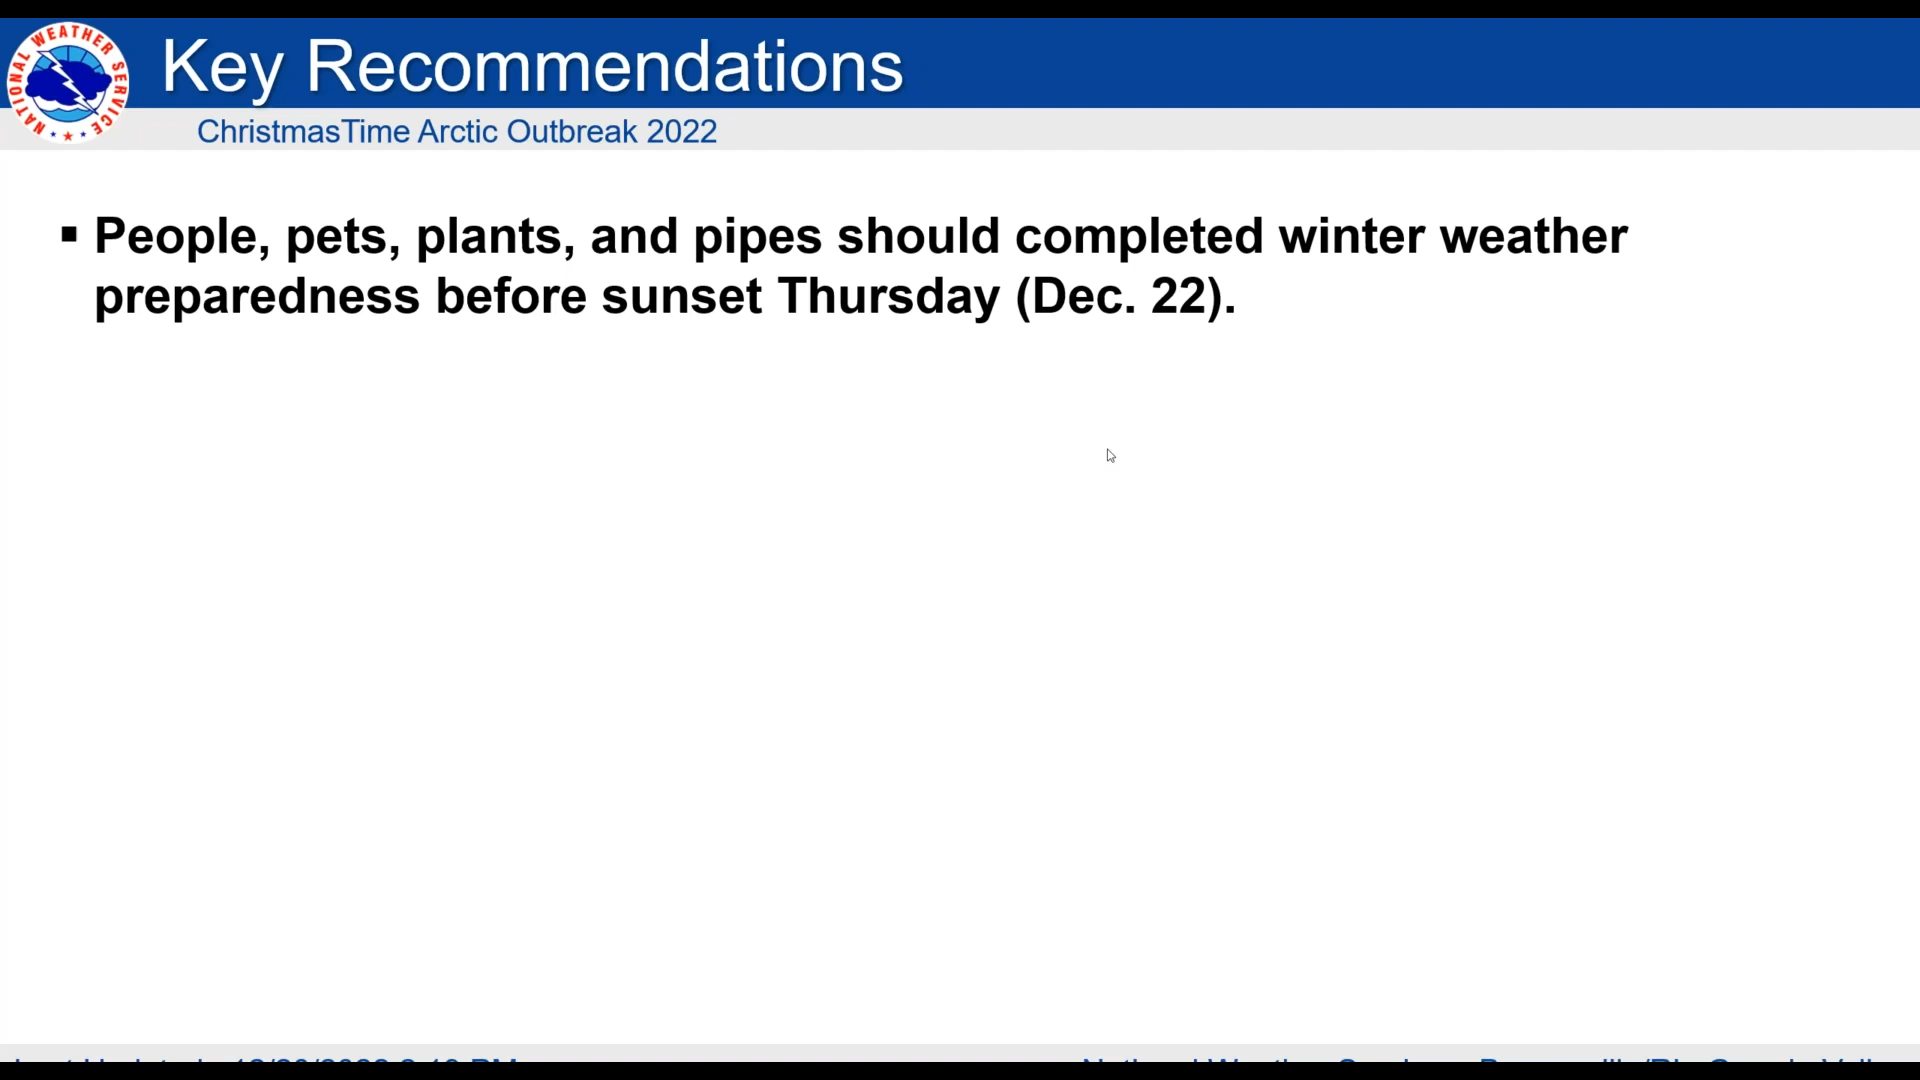 NATIONAL WEATHER SERVICE
Key Recommendations
ChristmasTime Arctic Outbreak 2022
▪ People, pets, plants, and pipes should completed winter weather
preparedness before sunset Thursday (Dec. 22).